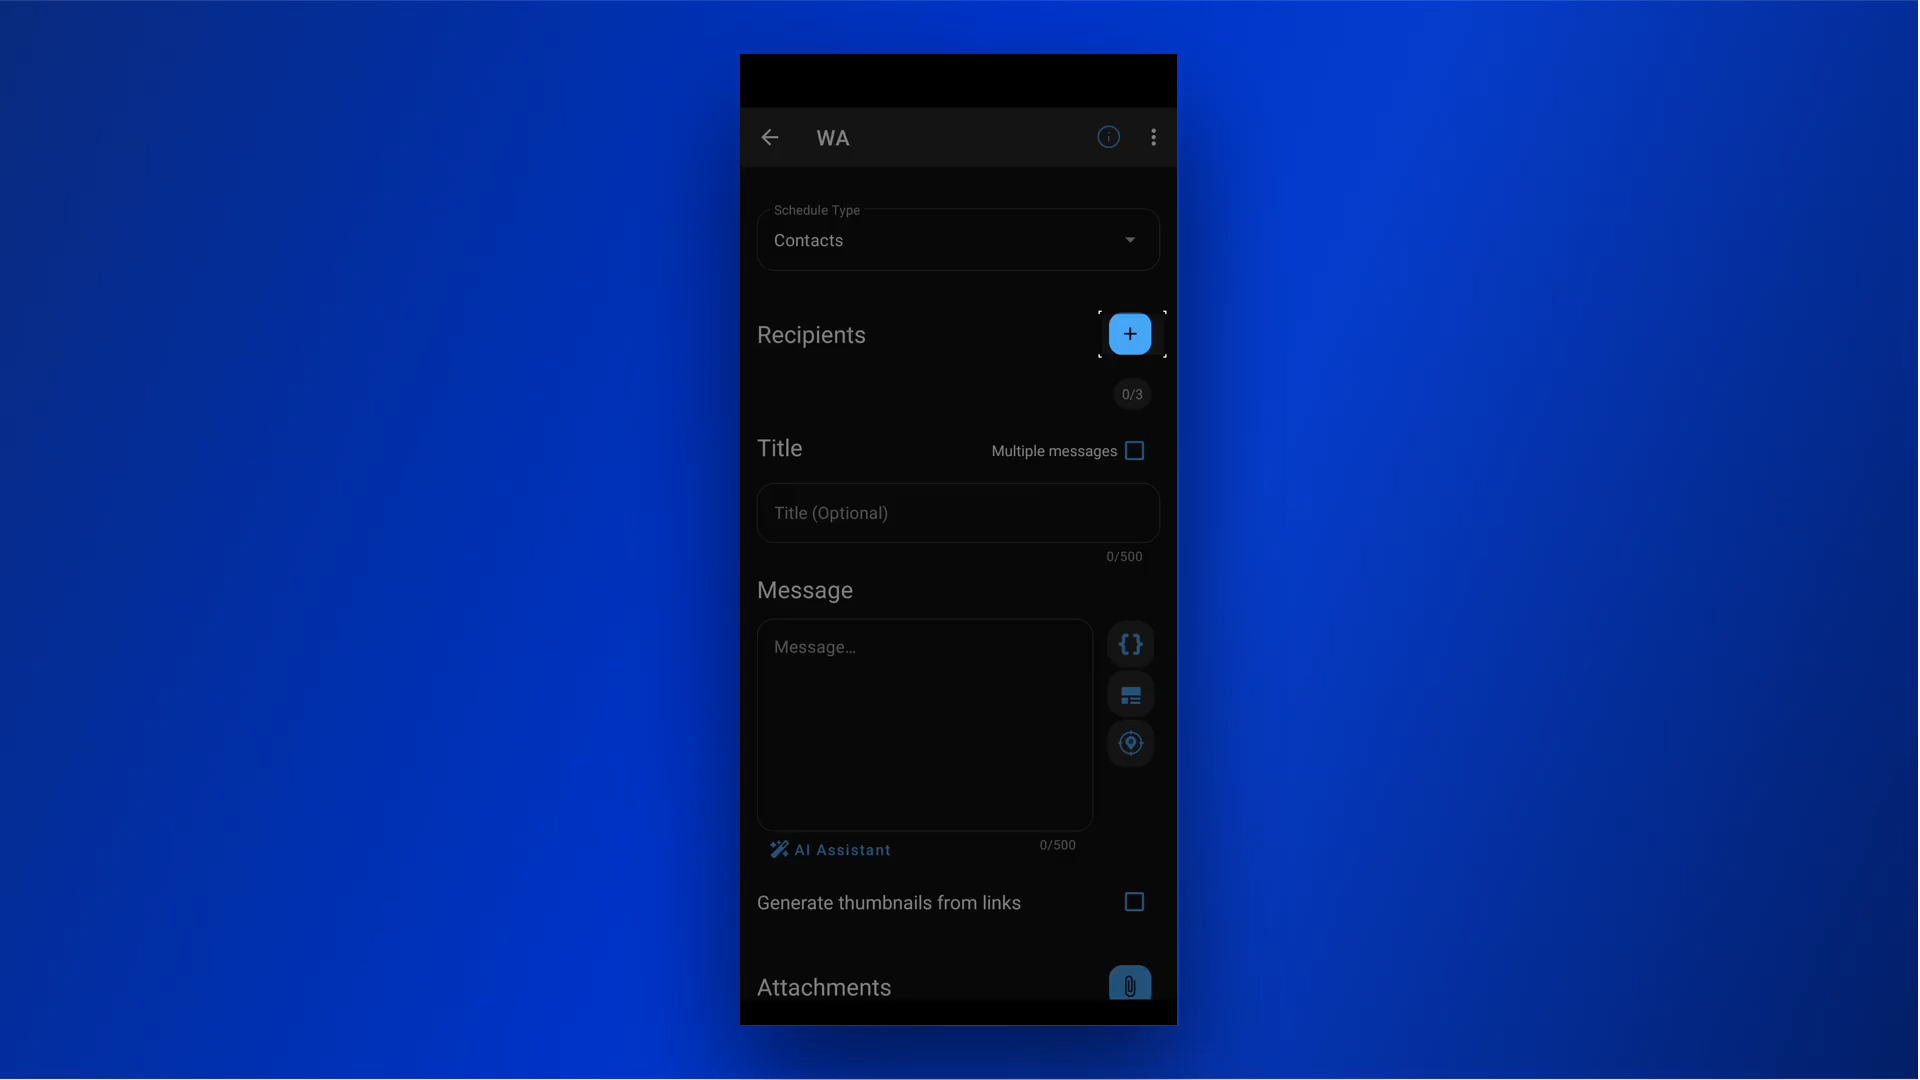 WA
Schedule Type
Contacts
Recipients
0/3
Title
Multiple messages
Title (Optional)
0/500
Message
Message...
AI Assistant
0/500
Generate thumbnails from links
Attachments